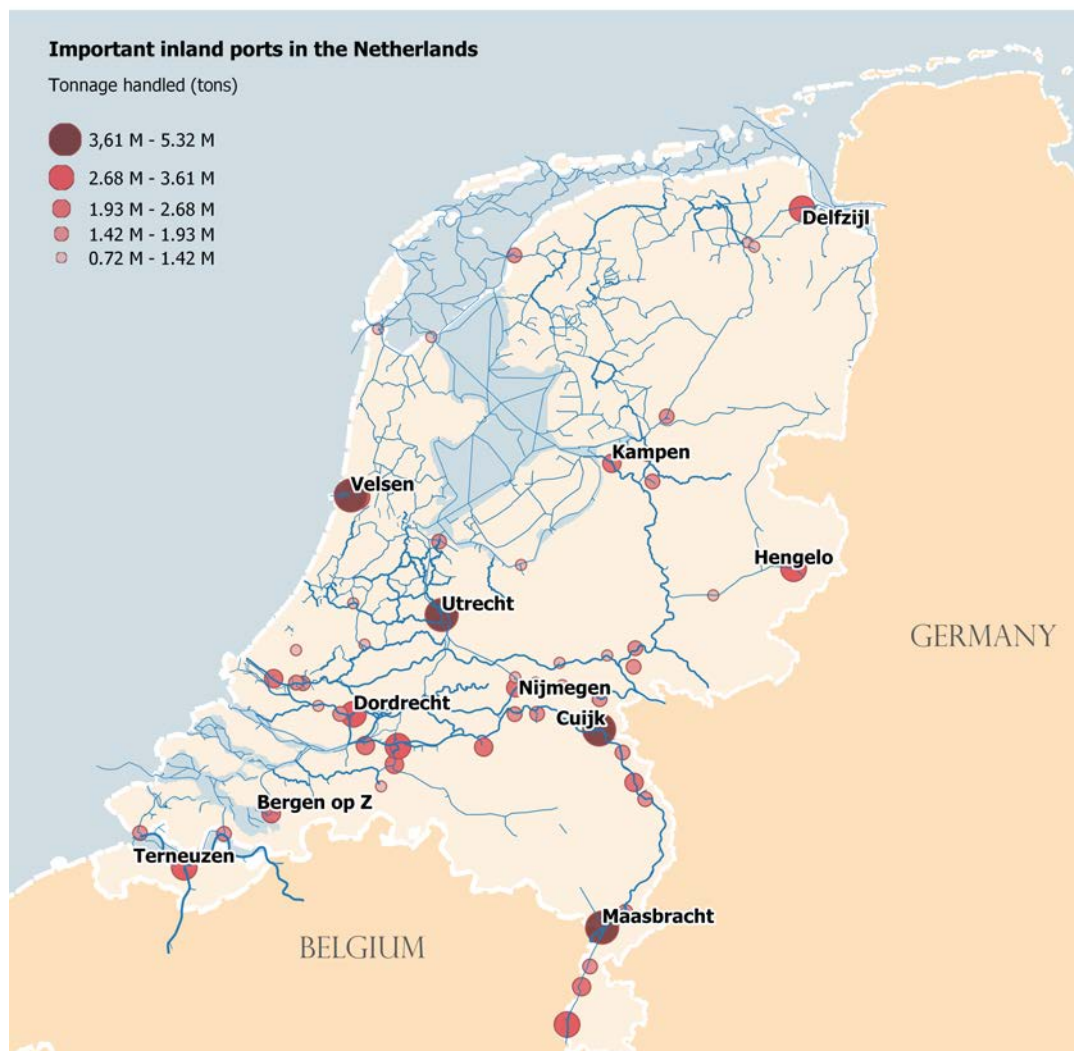 Important inland ports in the Netherlands
Tonnage handled (tons)
3,61 M - 5.32 M
2.68 M - 3.61 M
1.93 M - 2.68 M
1.42 M - 1.93 M
0.72 M - 1.42 M
Delfzijl
Kampen
Velsen
Hengelo
Utrecht
GERMANY
Nijmegen
Dordrecht
Cuijk
Bergen op Z
Terneuzen
Maasbracht
BELGIUM